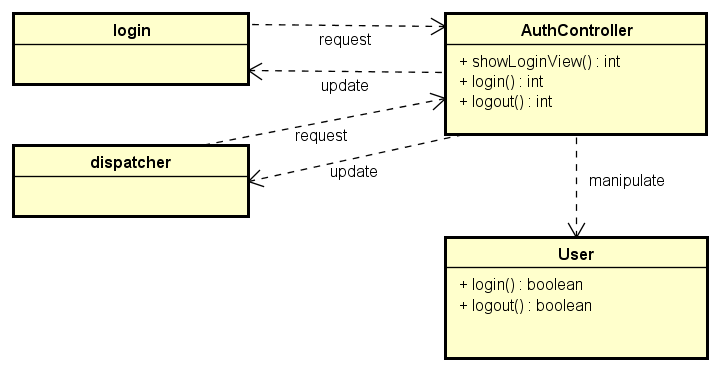 login
request
AuthController
+ showLoginView() : int
+ login() : int
+ logout() : int
update
request
dispatcher
update
manipulate
User
+ login() : boolean
+ logout() : boolean